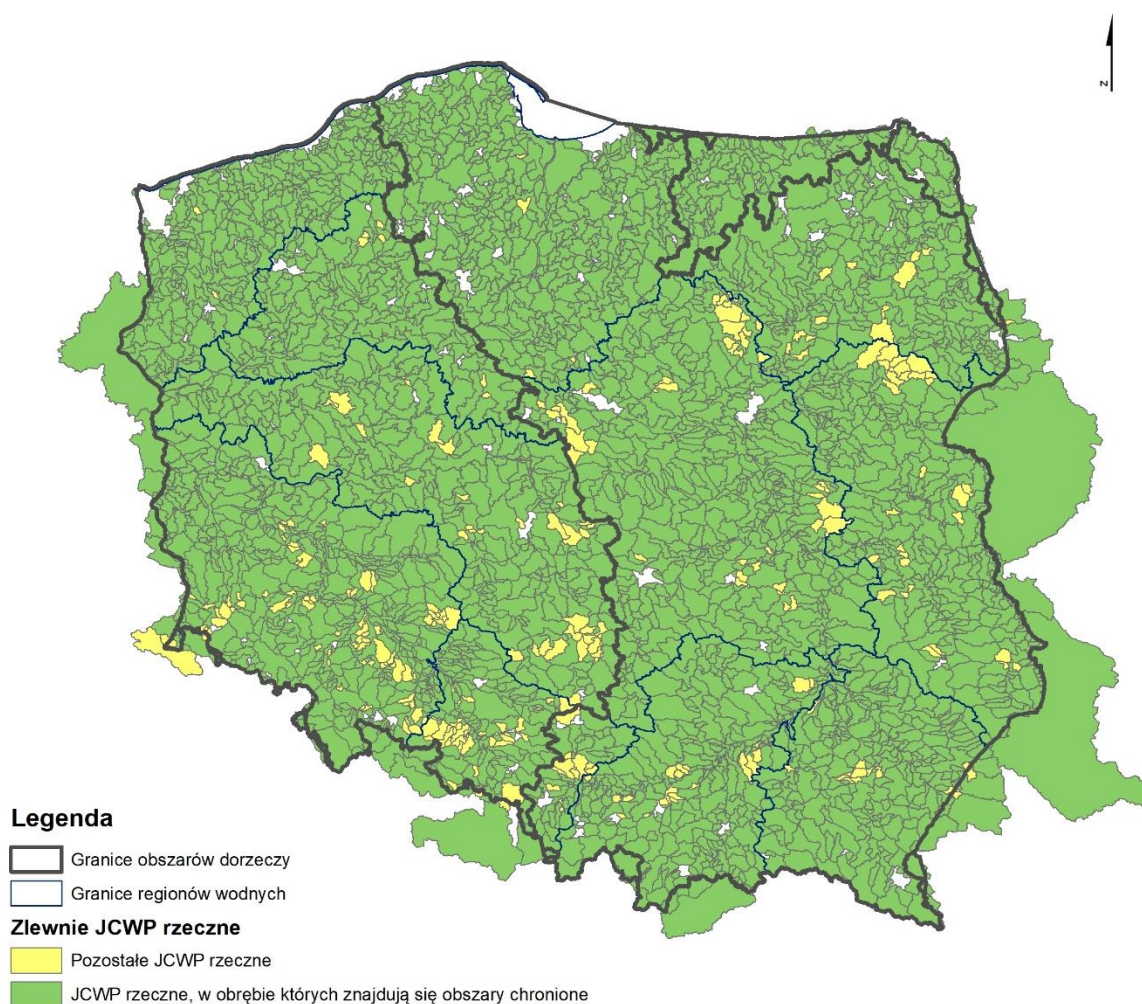 z
Legenda
Granice obszarów dorzeczy
Granice regionów wodnych
Zlewnie JCWP rzeczne
Pozostałe JCWP rzeczne
JCWP rzeczne, w obrębie których znajdują się obszary chronione